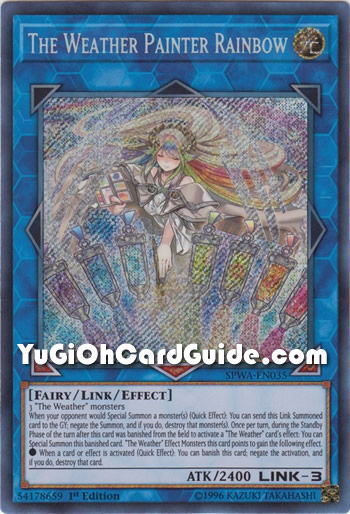 THE WEATHER PAINTER RAINBOW
YuGiOhCardGuide.com
SPWA-EN035
[FAIRY/LINK/EFFECT]
3 "The Weather" monsters
When your opponent would Special Summon a monster(s) (Quick Effect): You can send this Link Summoned
card to the GY; negate the Summon, and if you do, destroy that monster(s). Once per turn, during the Standby
Phase of the turn after this card was banished from the field to activate a "The Weather" card's effect: You can
Special Summon this banished card. "The Weather" Effect Monsters this card points to gain the following effect.
● When a card or effect is activated (Quick Effect): You can banish this card; negate the activation, and
if you do, destroy that card.
ATK/2400 LINK-3
54178659 1st Edition ©1996 KAZUKI TAKAHASHI